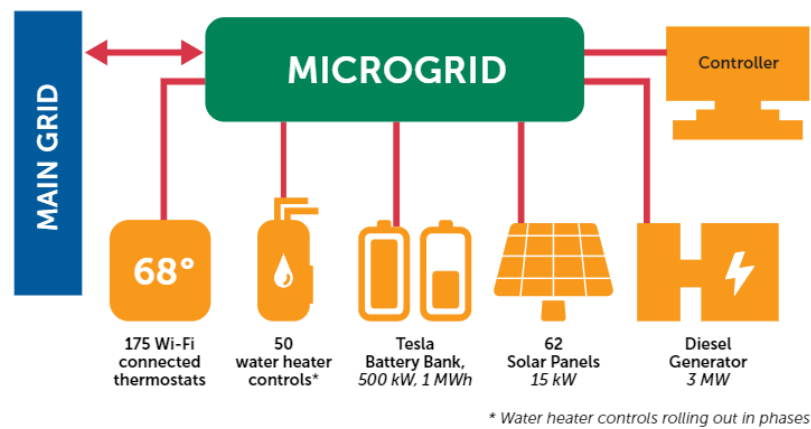 MAIN GRID
MICROGRID
Controller
68°
175 Wi-Fi
connected
thermostats
50
water heater
controls*
Tesla
Battery Bank,
500 kW, 1 MWh
62
Solar Panels
15 kW
Diesel
Generator
3 MW
* Water heater controls rolling out in phases